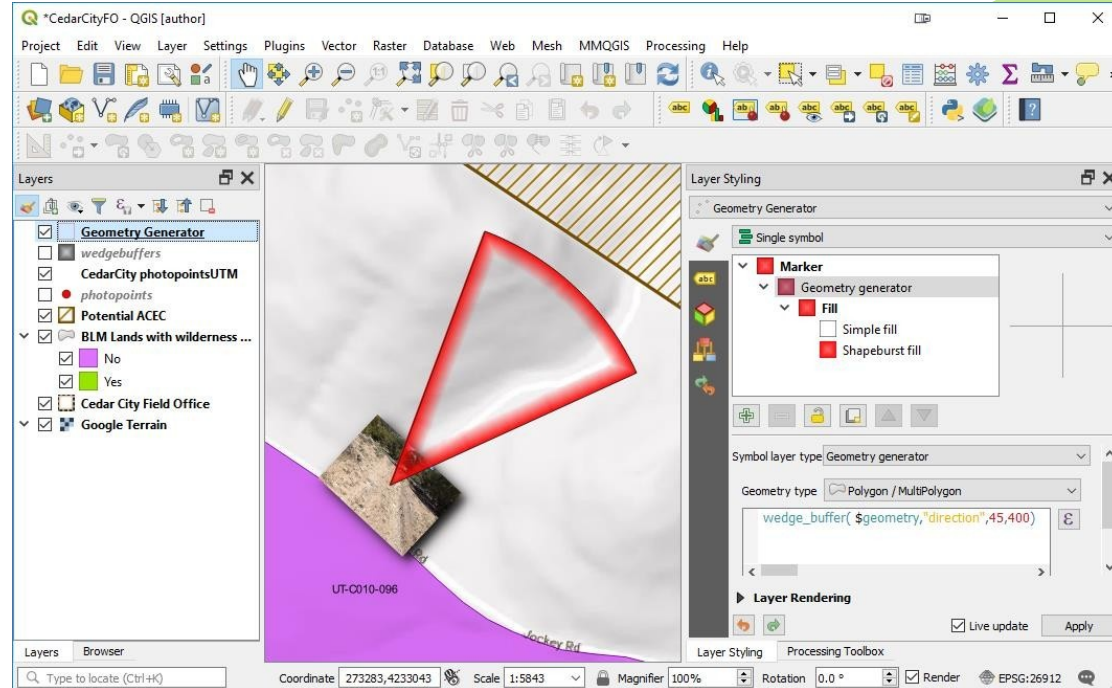 *CedarCityFO - QGIS [author]
Project Edit View Layer Settings Plugins Vector Raster Database Web Mesh MMQGIS Processing Help
Layers
Geometry Generator
wedgebuffers
CedarCity photopointsUTM
photopoints
Potential ACEC
BLM Lands with wilderness ...
No
Yes
Cedar City Field Office
Google Terrain
Layers Browser
UT-C010-096
Rd
Jockey Rd
Layer Styling
Geometry Generator
Single symbol
Marker
Geometry generator
Fill
Simple fill
Shapeburst fill
Symbol layer type Geometry generator
Geometry type Polygon / MultiPolygon
wedge_buffer( $geometry,"direction",45,400)
ε
Layer Rendering
Live update Apply
Layer Styling Processing Toolbox
Type to locate (Ctrl+K) Coordinate 273283,4233043 Scale 1:5843 Magnifier 100% Rotation 0.0 ° Render EPSG:26912